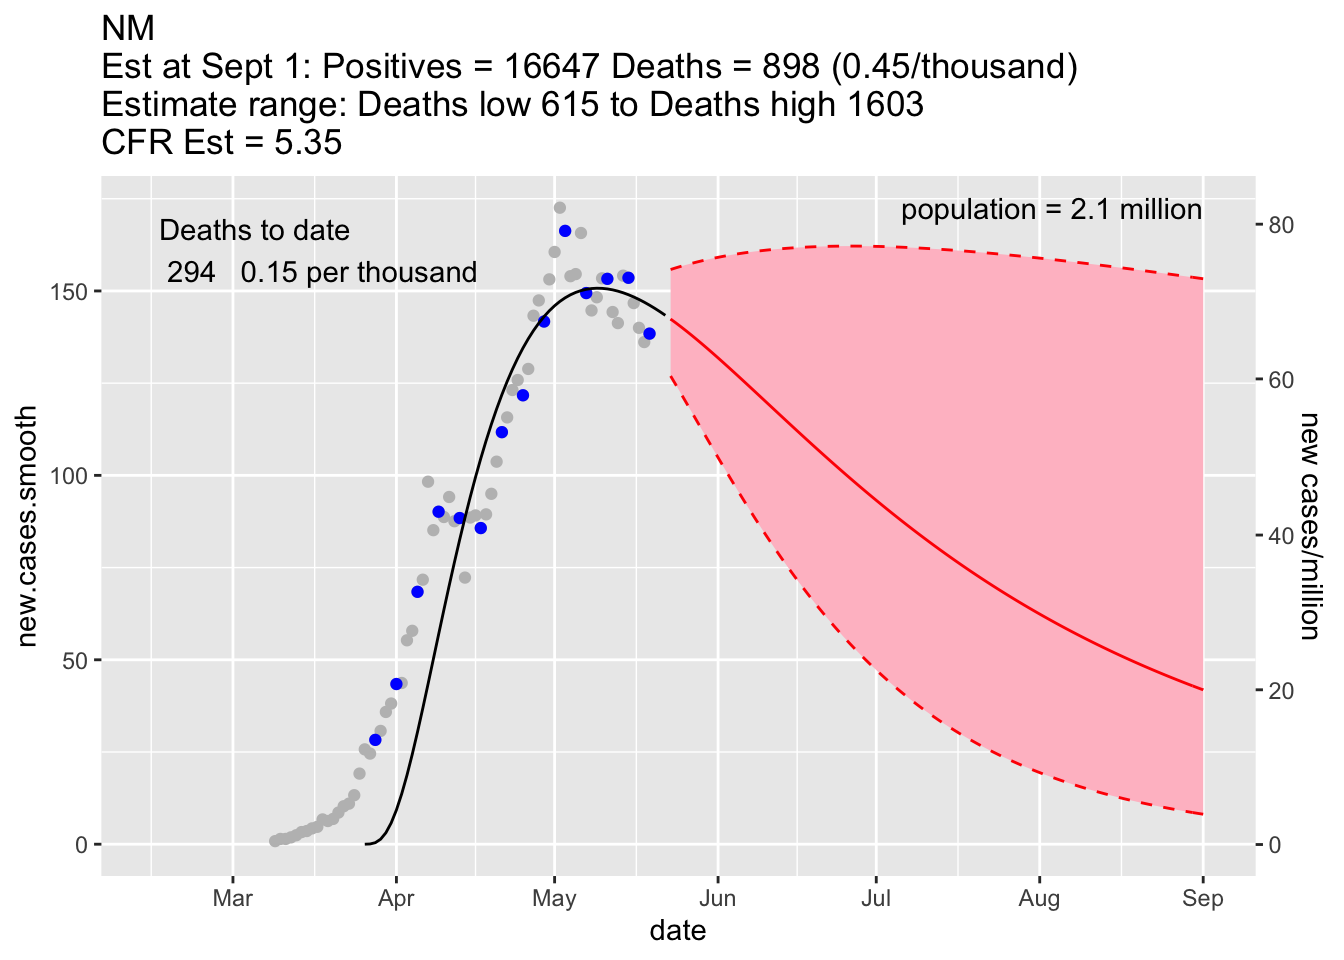 NM
Est at Sept 1: Positives = 16647 Deaths = 898 (0.45/thousand)
Estimate range: Deaths low 615 to Deaths high 1603
CFR Est = 5.35
Deaths to date
294 0.15 per thousand
population = 2.1 million
150
100
50
0
new.cases.smooth
80
60
40
20
0
new cases/million
Mar Apr May Jun Jul Aug Sep
date